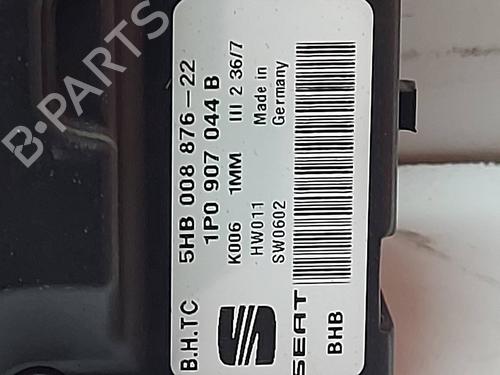 B.H.TC 5HB 008 876-22
1P0 907 044 B
K006 1MM III 2 36/7
HW011 Made in
SW0602 Germany
SEAT
BHB
B-PARTS